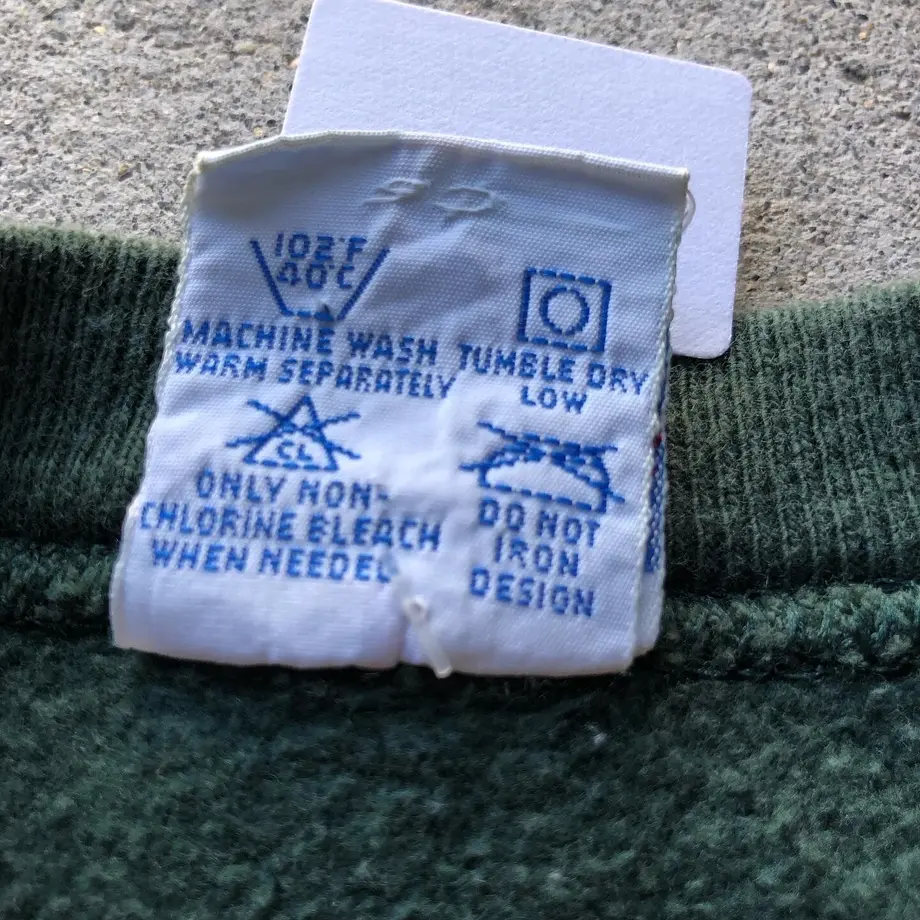 102°F
40°C
MACHINE WASH
WARM SEPARATELY
TUMBLE DRY
LOW
CL
ONLY NON-
CHLORINE BLEACH
WHEN NEEDED
DO NOT
IRON
DESIGN